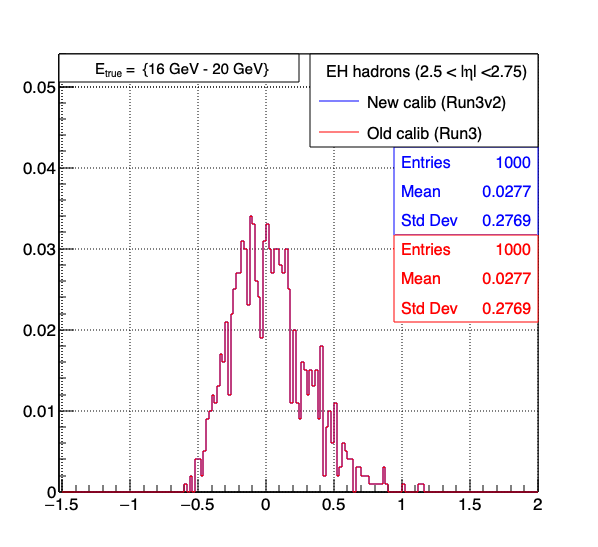 E_true = {16 GeV - 20 GeV}
EH hadrons (2.5 < |η| <2.75)
New calib (Run3v2)
Old calib (Run3)
Entries 1000
Mean 0.0277
Std Dev 0.2769
Entries 1000
Mean 0.0277
Std Dev 0.2769
0.05
0.04
0.03
0.02
0.01
0
−1.5 −1 −0.5 0 0.5 1 1.5 2